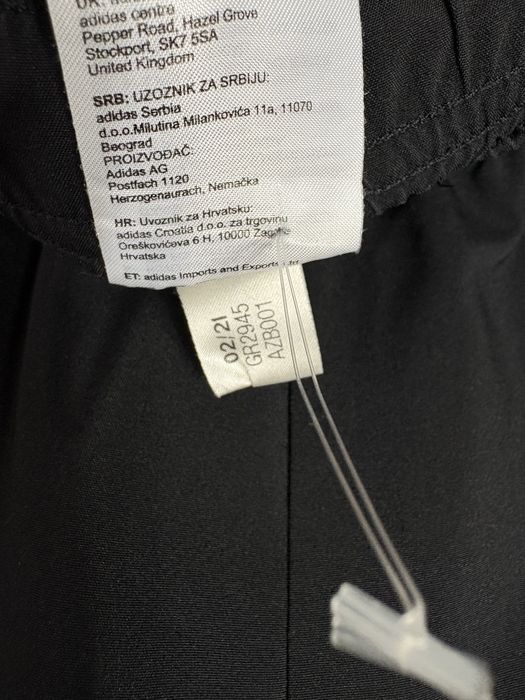 adidas centre
Pepper Road, Hazel Grove
Stockport, SK7 5SA
United Kingdom
SRB: UZOZNIK ZA SRBIJU:
adidas Serbia
d.o.o.Milutina Milankovića 11a, 11070
Beograd
PROIZVOĐAČ:
Adidas AG
Postfach 1120
Herzogenaurach, Nemačka
HR: Uvoznik za Hrvatsku:
adidas Croatia d.o.o. za trgovinu
Oreškovićeva 6 H, 10000 Zagreb
Hrvatska
ET: adidas Imports and Exports Ltd
02/21
GR2945
AZB001